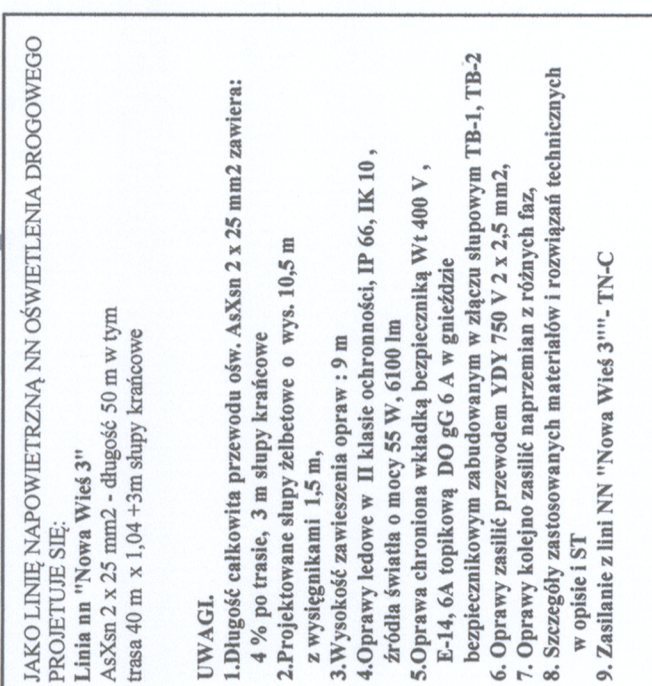 JAKO LINIĘ NAPOWIETRZNĄ NN OŚWIETLENIA DROGOWEGO
PROJETUJE SIĘ:
Linia nn "Nowa Wieś 3"
AsXsn 2 x 25 mm2 - długość 50 m w tym
trasa 40 m x 1,04 +3m słupy krańcowe
UWAGI.
1.Długość całkowita przewodu ośw. AsXsn 2 x 25 mm2 zawiera:
4 % po trasie, 3 m słupy krańcowe
2.Projektowane słupy żelbetowe o wys. 10,5 m
z wysięgnikami 1,5 m,
3.Wysokość zawieszenia opraw : 9 m
4.Oprawy ledowe w II klasie ochronności, IP 66, IK 10 ,
źródła światła o mocy 55 W, 6100 lm
5.Oprawa chroniona wkładką bezpieczniką Wt 400 V ,
E-14, 6A topikową DO gG 6 A w gnieździe
bezpiecznikowym zabudowanym w złączu słupowym TB-1, TB-2
6. Oprawy zasilić przewodem YDY 750 V 2 x 2,5 mm2,
7. Oprawy kolejno zasilić naprzemian z różnych faz,
8. Szczegóły zastosowanych materiałów i rozwiązań technicznych
w opisie i ST
9. Zasilanie z lini NN "Nowa Wieś 3""- TN-C